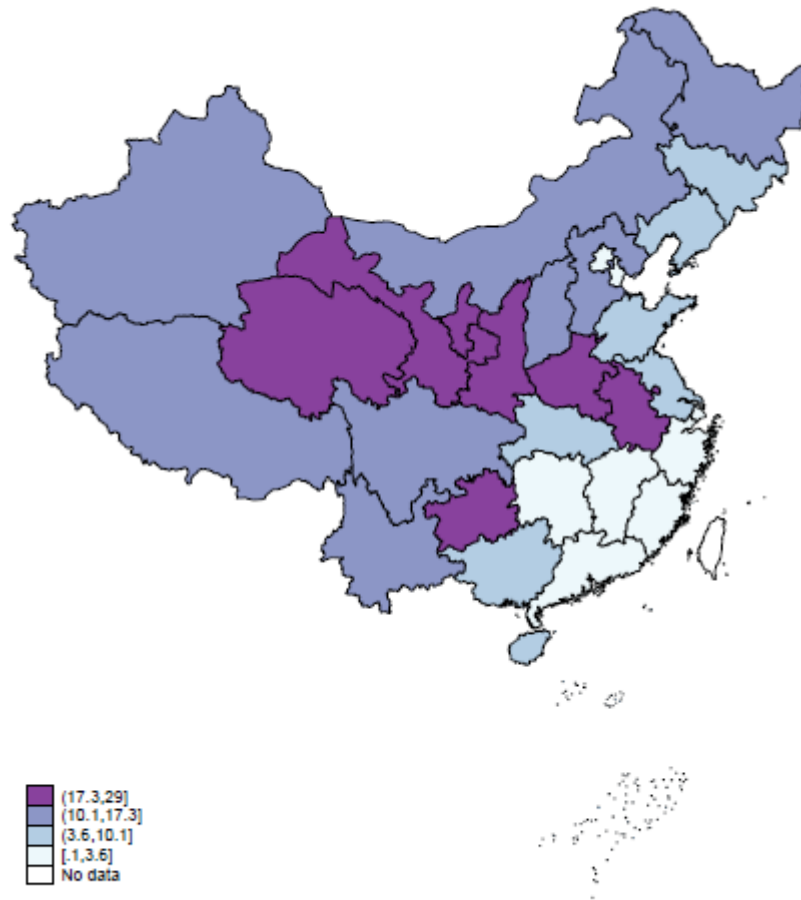 (17.3,29]
(10.1,17.3]
(3.6,10.1]
[.1,3.6]
No data